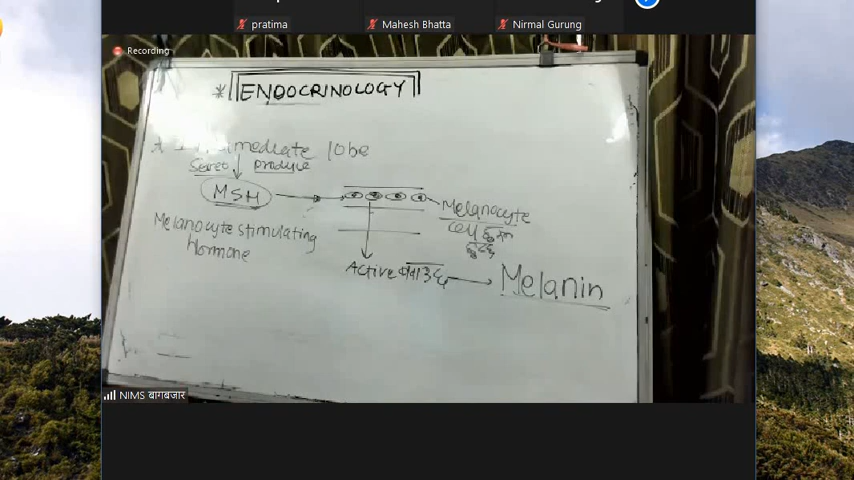 pratima
Mahesh Bhatta
Nirmal Gurung
Recording
* ENDOCRINOLOGY
mediate lobe
produce
MSH
Melanocyte stimulating
Hormone
Melanocyte
cell
Active
Melanin
NIMS बागबजार